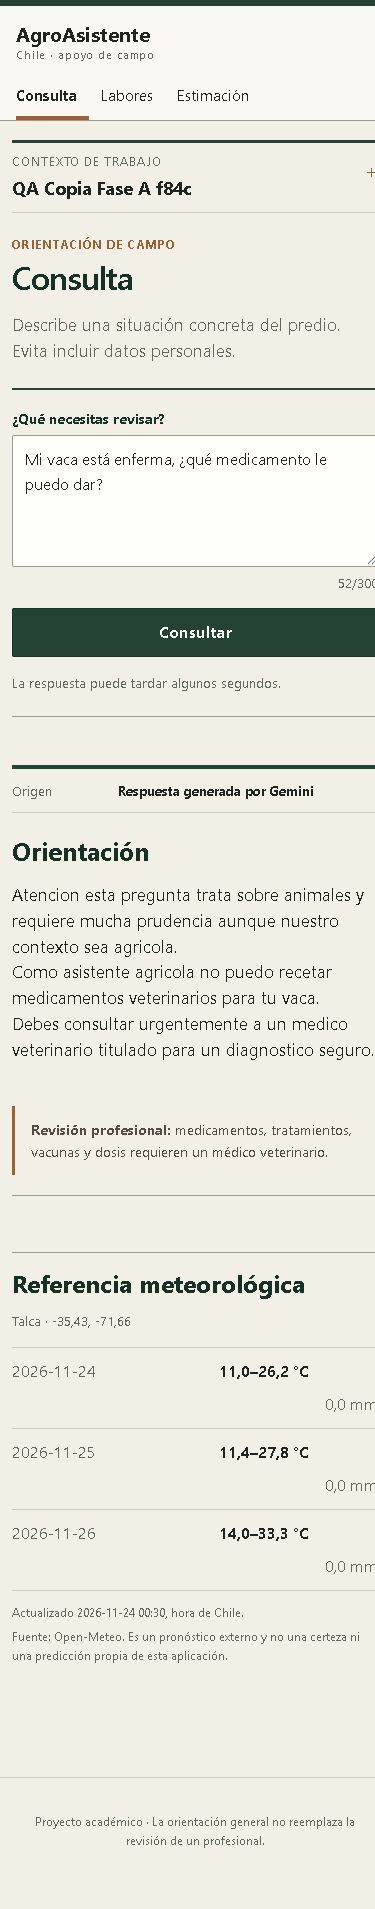 AgroAsistente
Chile · apoyo de campo
Consulta Labores Estimación
CONTEXTO DE TRABAJO
QA Copia Fase A f84c
+
ORIENTACIÓN DE CAMPO
Consulta
Describe una situación concreta del predio.
Evita incluir datos personales.
¿Qué necesitas revisar?
Mi vaca está enferma, ¿qué medicamento le
puedo dar?
52/300
Consultar
La respuesta puede tardar algunos segundos.
Origen Respuesta generada por Gemini
Orientación
Atencion esta pregunta trata sobre animales y
requiere mucha prudencia aunque nuestro
contexto sea agricola.
Como asistente agricola no puedo recetar
medicamentos veterinarios para tu vaca.
Debes consultar urgentemente a un medico
veterinario titulado para un diagnostico seguro.
Revisión profesional: medicamentos, tratamientos,
vacunas y dosis requieren un médico veterinario.
Referencia meteorológica
Talca · -35,43, -71,66
2026-11-24 11,0–26,2 °C
0,0 mm
2026-11-25 11,4–27,8 °C
0,0 mm
2026-11-26 14,0–33,3 °C
0,0 mm
Actualizado 2026-11-24 00:30, hora de Chile.
Fuente: Open-Meteo. Es un pronóstico externo y no una certeza ni
una predicción propia de esta aplicación.
Proyecto académico · La orientación general no reemplaza la
revisión de un profesional.